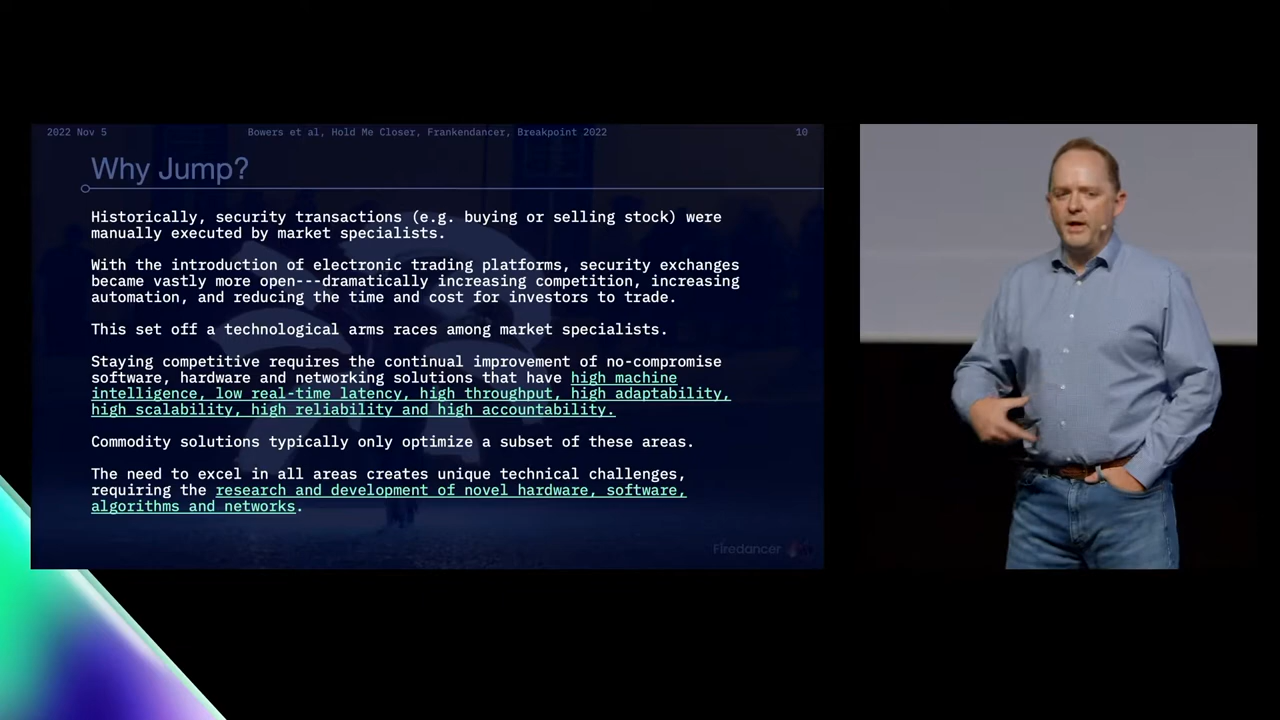 2022 Nov 5 Bowers et al, Hold Me Closer, Frankendancer, Breakpoint 2022 10
Why Jump?
Historically, security transactions (e.g. buying or selling stock) were
manually executed by market specialists.
With the introduction of electronic trading platforms, security exchanges
became vastly more open---dramatically increasing competition, increasing
automation, and reducing the time and cost for investors to trade.
This set off a technological arms races among market specialists.
Staying competitive requires the continual improvement of no-compromise
software, hardware and networking solutions that have high machine
intelligence, low real-time latency, high throughput, high adaptability,
high scalability, high reliability and high accountability.
Commodity solutions typically only optimize a subset of these areas.
The need to excel in all areas creates unique technical challenges,
requiring the research and development of novel hardware, software,
algorithms and networks.
Firedancer